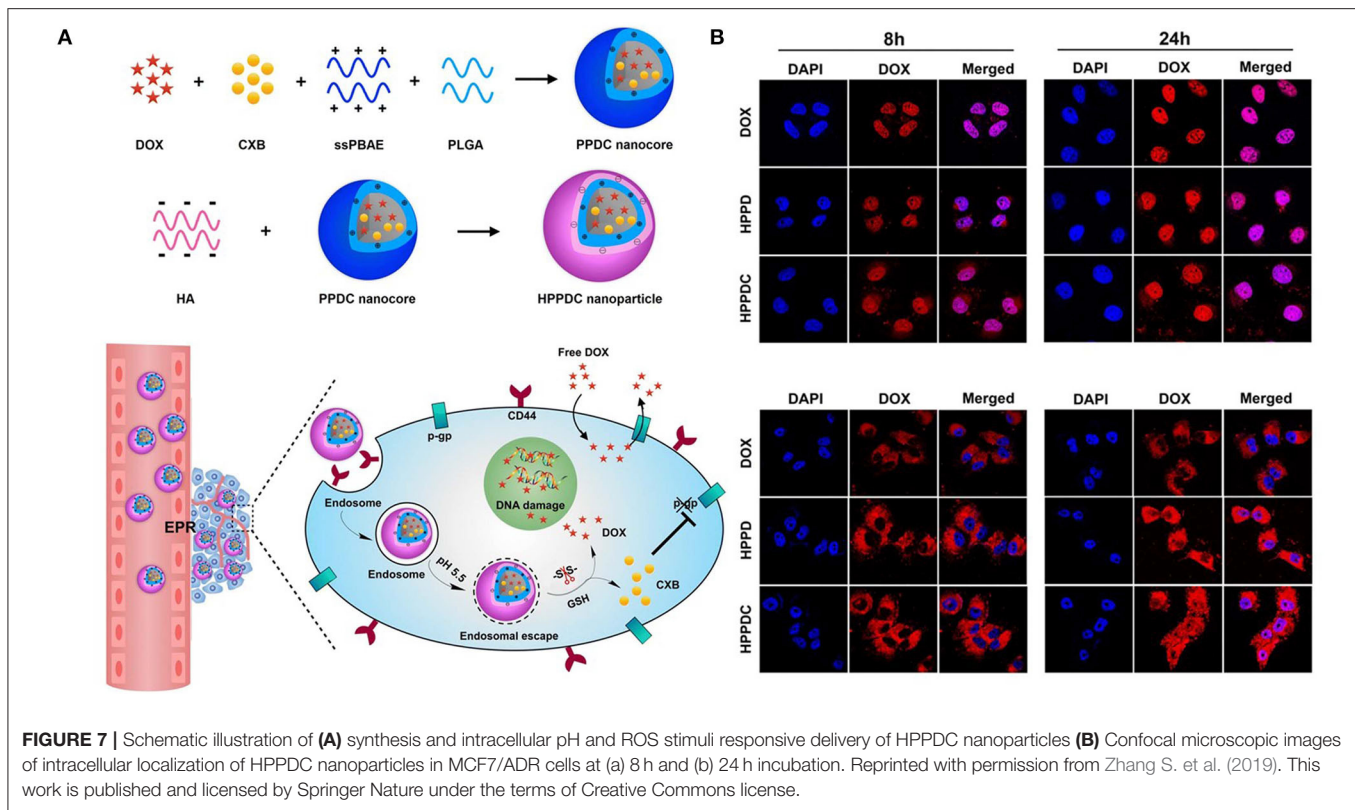 A
DOX + CXB + ssPBAE + PLGA PPDC nanocore
HA + PPDC nanocore HPPDC nanoparticle
EPR
Free DOX
CD44
p-gp
Endosome
DNA damage
p-gp
DOX
Endosome
pH 5.5
-S\S-
GSH
CXB
Endosomal escape
B
8h 24h
DAPI DOX Merged DAPI DOX Merged
DOX
HPPD
HPPDC
DAPI DOX Merged DAPI DOX Merged
DOX
HPPD
HPPDC
FIGURE 7 | Schematic illustration of (A) synthesis and intracellular pH and ROS stimuli responsive delivery of HPPDC nanoparticles (B) Confocal microscopic images
of intracellular localization of HPPDC nanoparticles in MCF7/ADR cells at (a) 8 h and (b) 24 h incubation. Reprinted with permission from Zhang S. et al. (2019). This
work is published and licensed by Springer Nature under the terms of Creative Commons license.